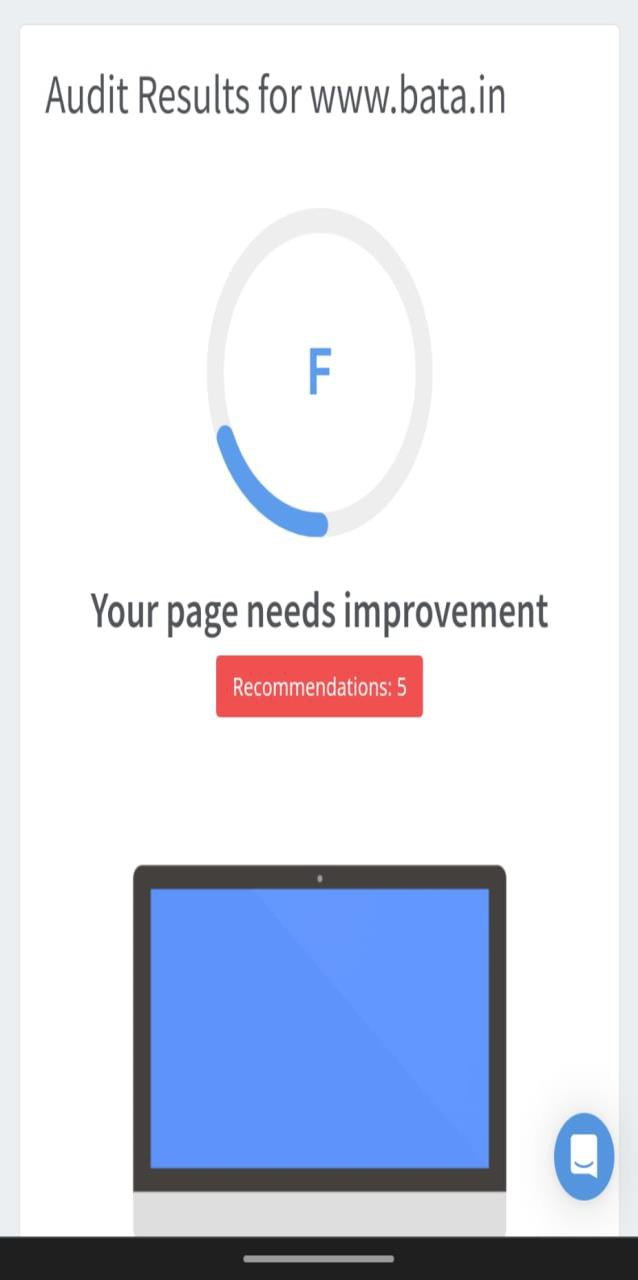 Audit Results for www.bata.in
F
Your page needs improvement
Recommendations: 5